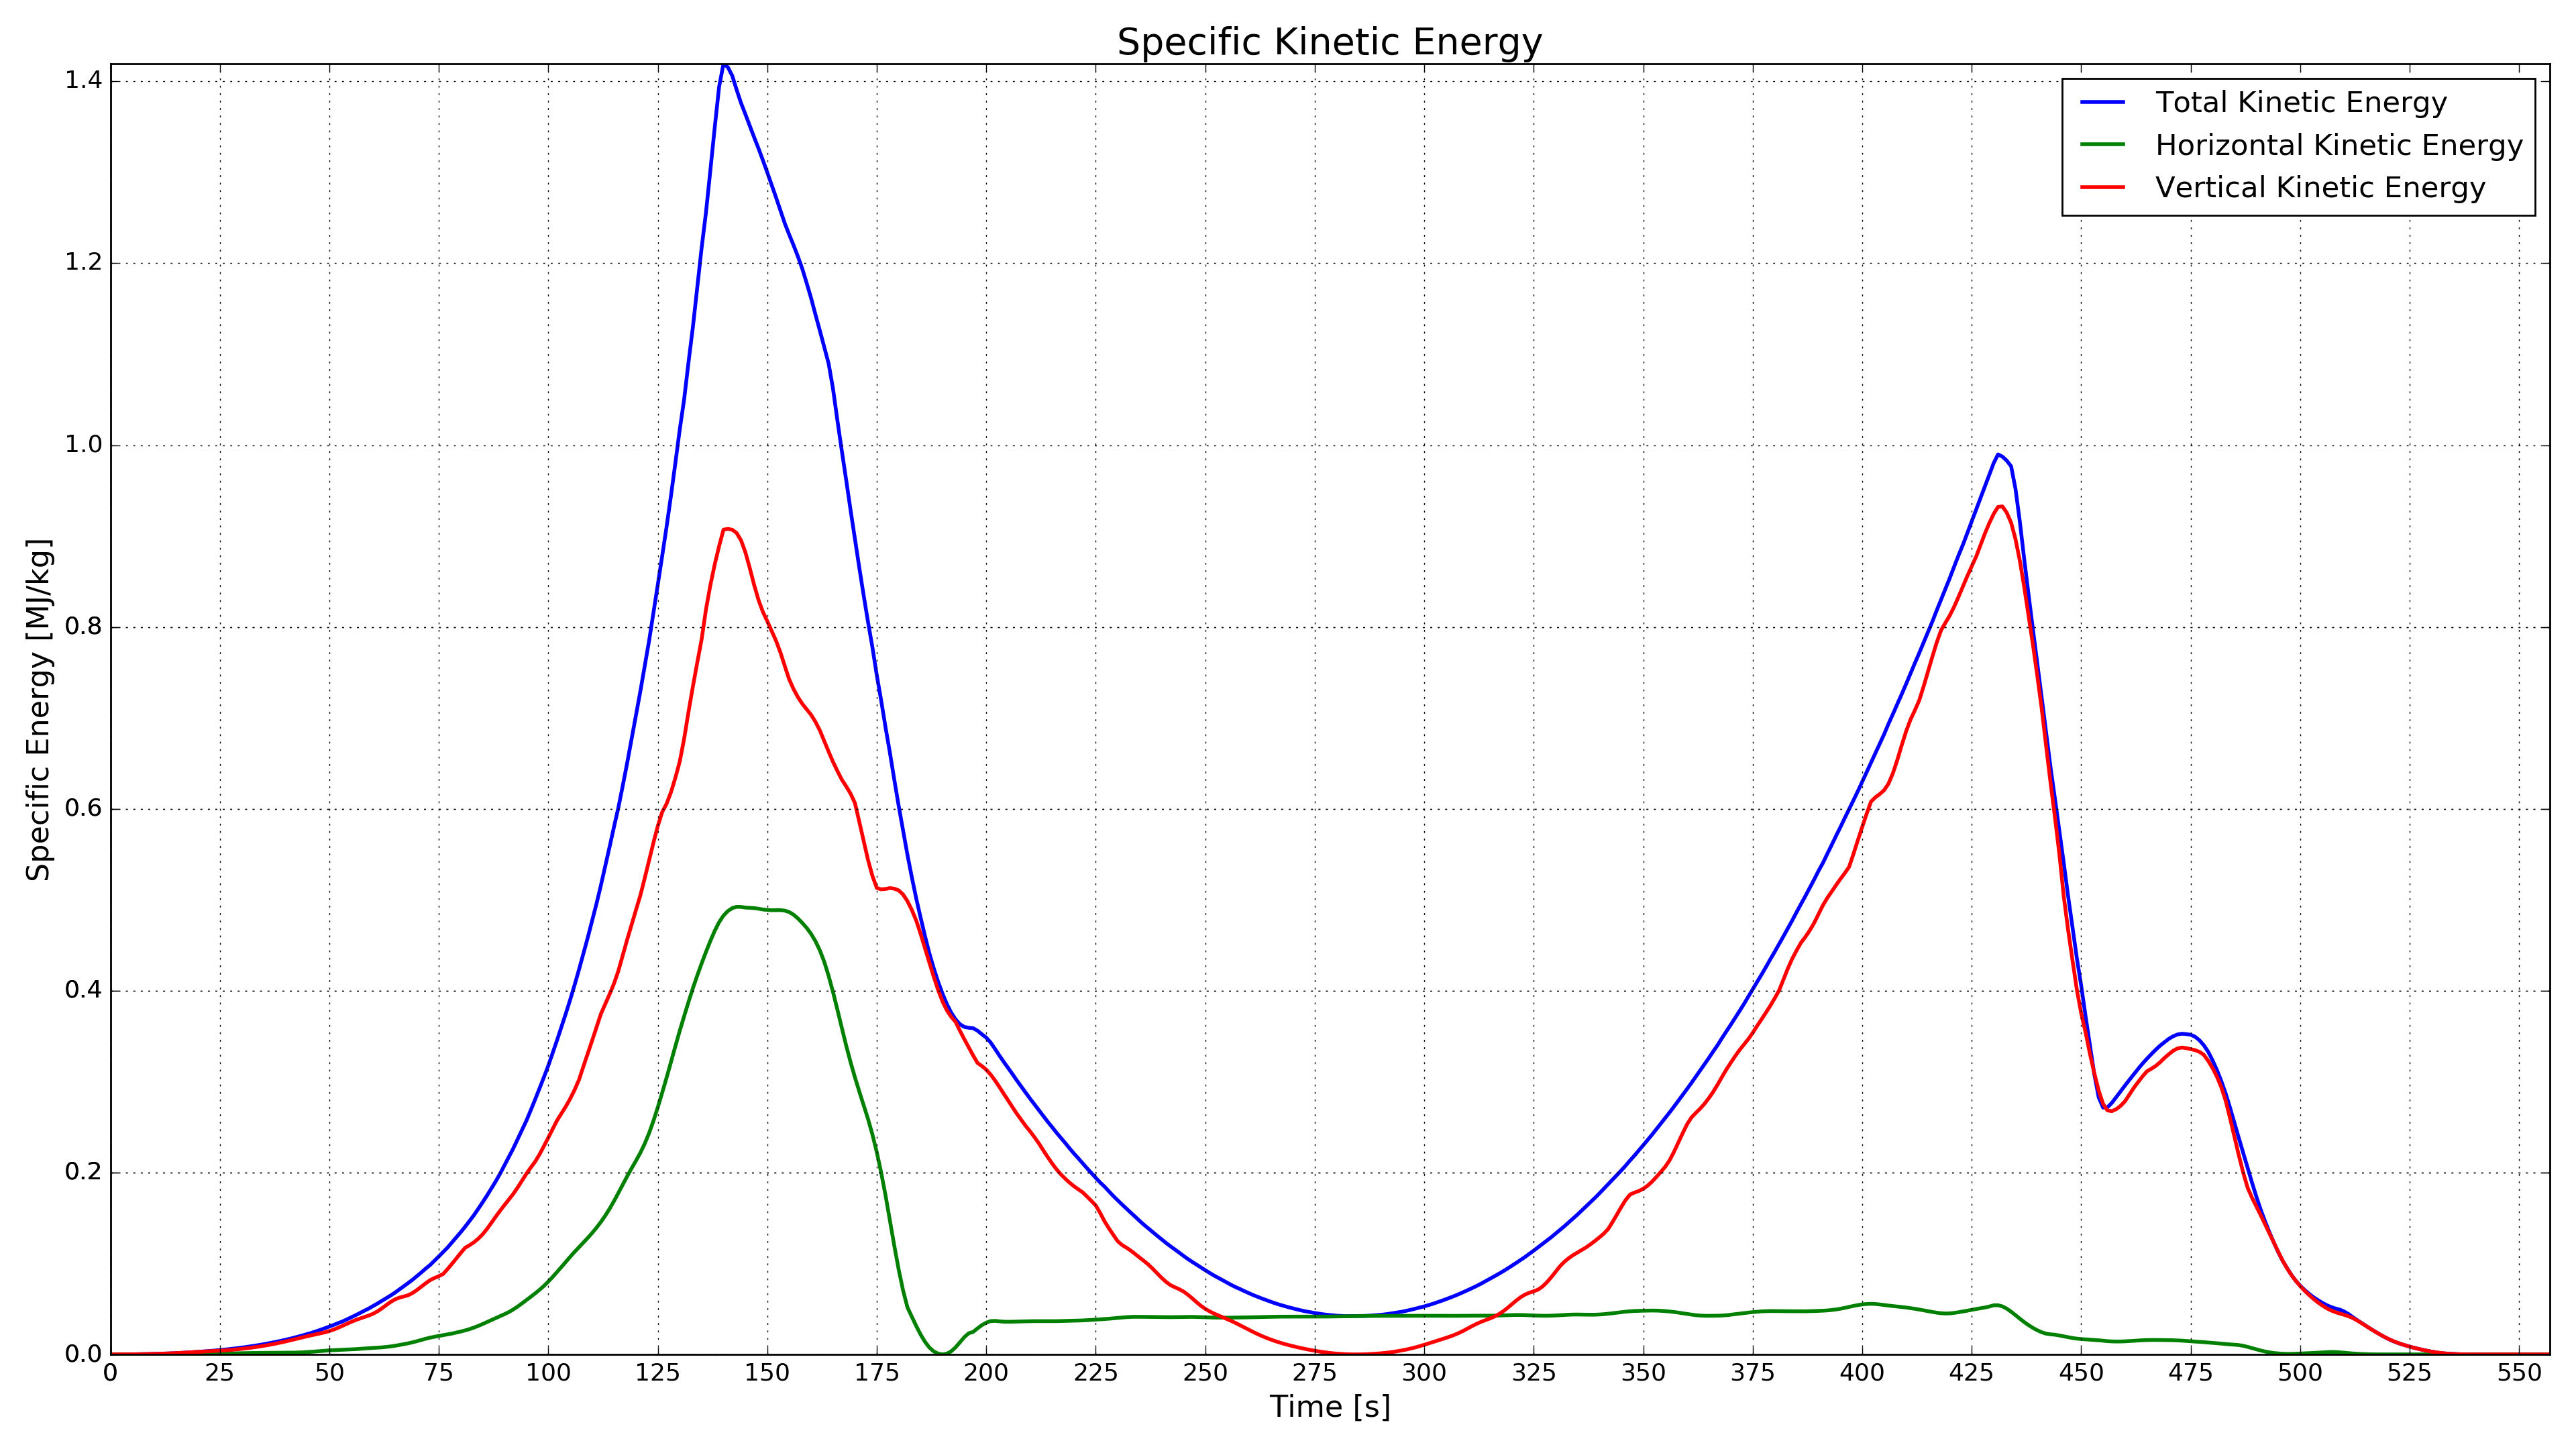 Specific Kinetic Energy
Total Kinetic Energy
Horizontal Kinetic Energy
Vertical Kinetic Energy
Specific Energy [MJ/kg]
1.4
1.2
1.0
0.8
0.6
0.4
0.2
0.0
0 25 50 75 100 125 150 175 200 225 250 275 300 325 350 375 400 425 450 475 500 525 550
Time [s]